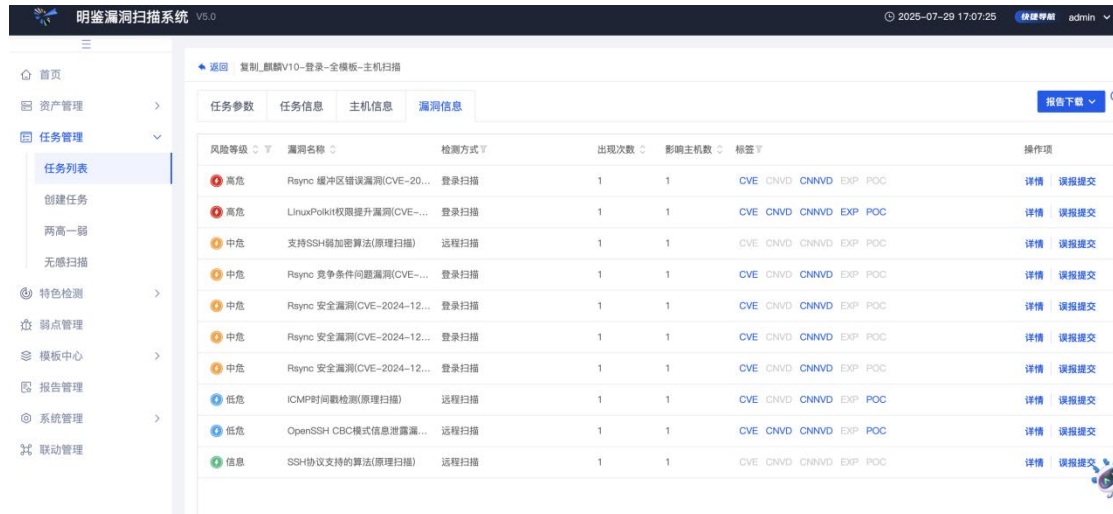 明鉴漏洞扫描系统 V5.0 2025-07-29 17:07:25 快捷导航 admin
首页
资产管理
任务管理
任务列表
创建任务
两高一弱
无感扫描
特色检测
弱点管理
模板中心
报告管理
系统管理
联动管理
返回 复制_麒麟V10-登录-全模板-主机扫描
任务参数 任务信息 主机信息 漏洞信息 报告下载
风险等级 漏洞名称 检测方式 出现次数 影响主机数 标签 操作项
高危 Rsync 缓冲区错误漏洞(CVE-20... 登录扫描 1 1 CVE CNVD CNNVD EXP POC 详情 误报提交
高危 LinuxPolkit权限提升漏洞(CVE-... 登录扫描 1 1 CVE CNVD CNNVD EXP POC 详情 误报提交
中危 支持SSH弱加密算法(原理扫描) 远程扫描 1 1 CVE CNVD CNNVD EXP POC 详情 误报提交
中危 Rsync 竞争条件问题漏洞(CVE-... 登录扫描 1 1 CVE CNVD CNNVD EXP POC 详情 误报提交
中危 Rsync 安全漏洞(CVE-2024-12... 登录扫描 1 1 CVE CNVD CNNVD EXP POC 详情 误报提交
中危 Rsync 安全漏洞(CVE-2024-12... 登录扫描 1 1 CVE CNVD CNNVD EXP POC 详情 误报提交
中危 Rsync 安全漏洞(CVE-2024-12... 登录扫描 1 1 CVE CNVD CNNVD EXP POC 详情 误报提交
低危 ICMP时间戳检测(原理扫描) 远程扫描 1 1 CVE CNVD CNNVD EXP POC 详情 误报提交
低危 OpenSSH CBC模式信息泄露漏... 远程扫描 1 1 CVE CNVD CNNVD EXP POC 详情 误报提交
信息 SSH协议支持的算法(原理扫描) 远程扫描 1 1 CVE CNVD CNNVD EXP POC 详情 误报提交